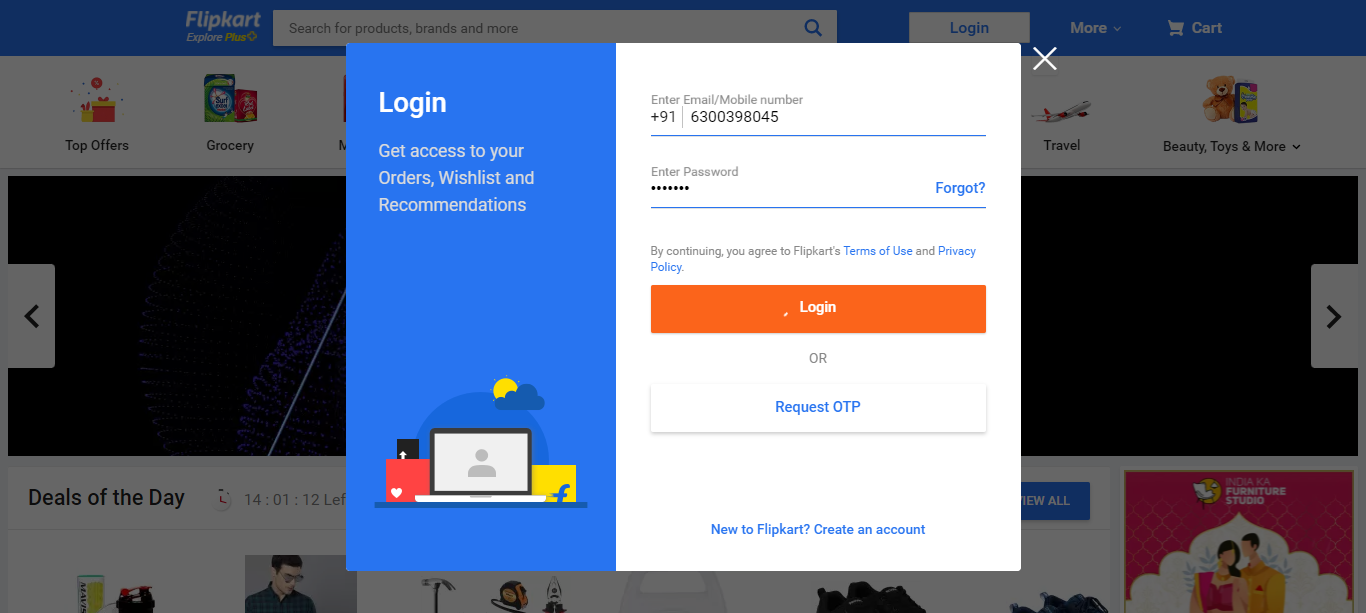 Flipkart
Explore Plus
Search for products, brands and more
Login
More
Cart
Top Offers
Grocery
M
Travel
Beauty, Toys & More
Login
Get access to your
Orders, Wishlist and
Recommendations
Enter Email/Mobile number
+91 6300398045
Enter Password
•••••••
Forgot?
By continuing, you agree to Flipkart's Terms of Use and Privacy
Policy.
Login
OR
Request OTP
New to Flipkart? Create an account
Deals of the Day
14 : 01 : 12 Lef
VIEW ALL
INDIA KA
FURNITURE
STUDIO
Surf